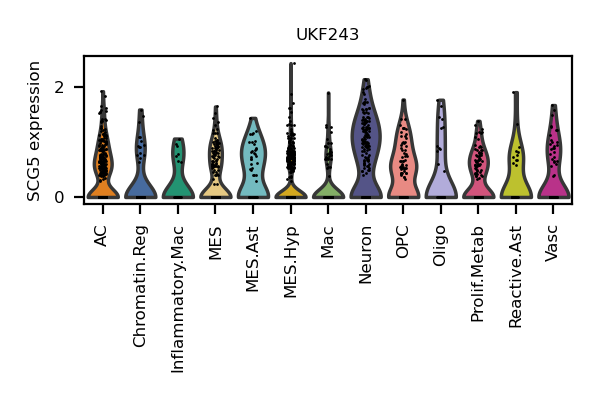 UKF243
SCG5 expression
2
0
AC
Chromatin.Reg
Inflammatory.Mac
MES
MES.Ast
MES.Hyp
Mac
Neuron
OPC
Oligo
Prolif.Metab
Reactive.Ast
Vasc